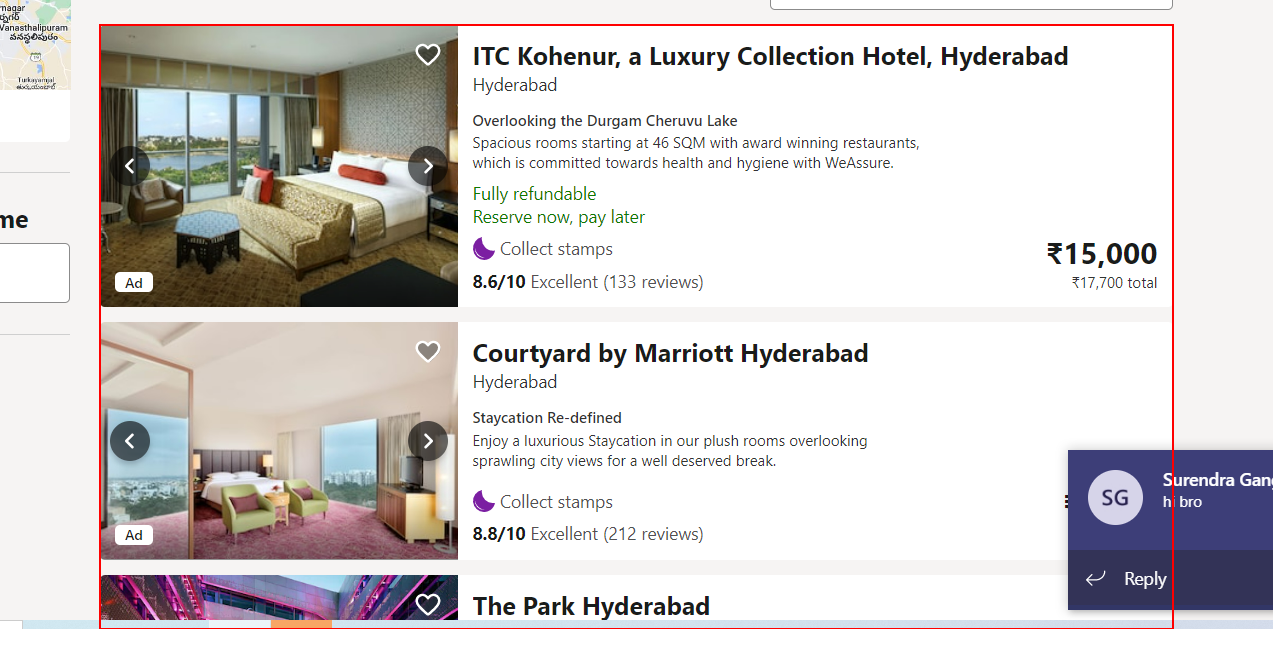 Vanasthalipuram
వనస్థలిపురం
Turkayamjal
తుర్కయంజాల్
me
ITC Kohenur, a Luxury Collection Hotel, Hyderabad
Hyderabad
Overlooking the Durgam Cheruvu Lake
Spacious rooms starting at 46 SQM with award winning restaurants,
which is committed towards health and hygiene with WeAssure.
Fully refundable
Reserve now, pay later
Collect stamps
8.6/10 Excellent (133 reviews)
₹15,000
₹17,700 total
Ad
Courtyard by Marriott Hyderabad
Hyderabad
Staycation Re-defined
Enjoy a luxurious Staycation in our plush rooms overlooking
sprawling city views for a well deserved break.
Collect stamps
8.8/10 Excellent (212 reviews)
Ad
SG
Surendra Gang
hi bro
Reply
The Park Hyderabad